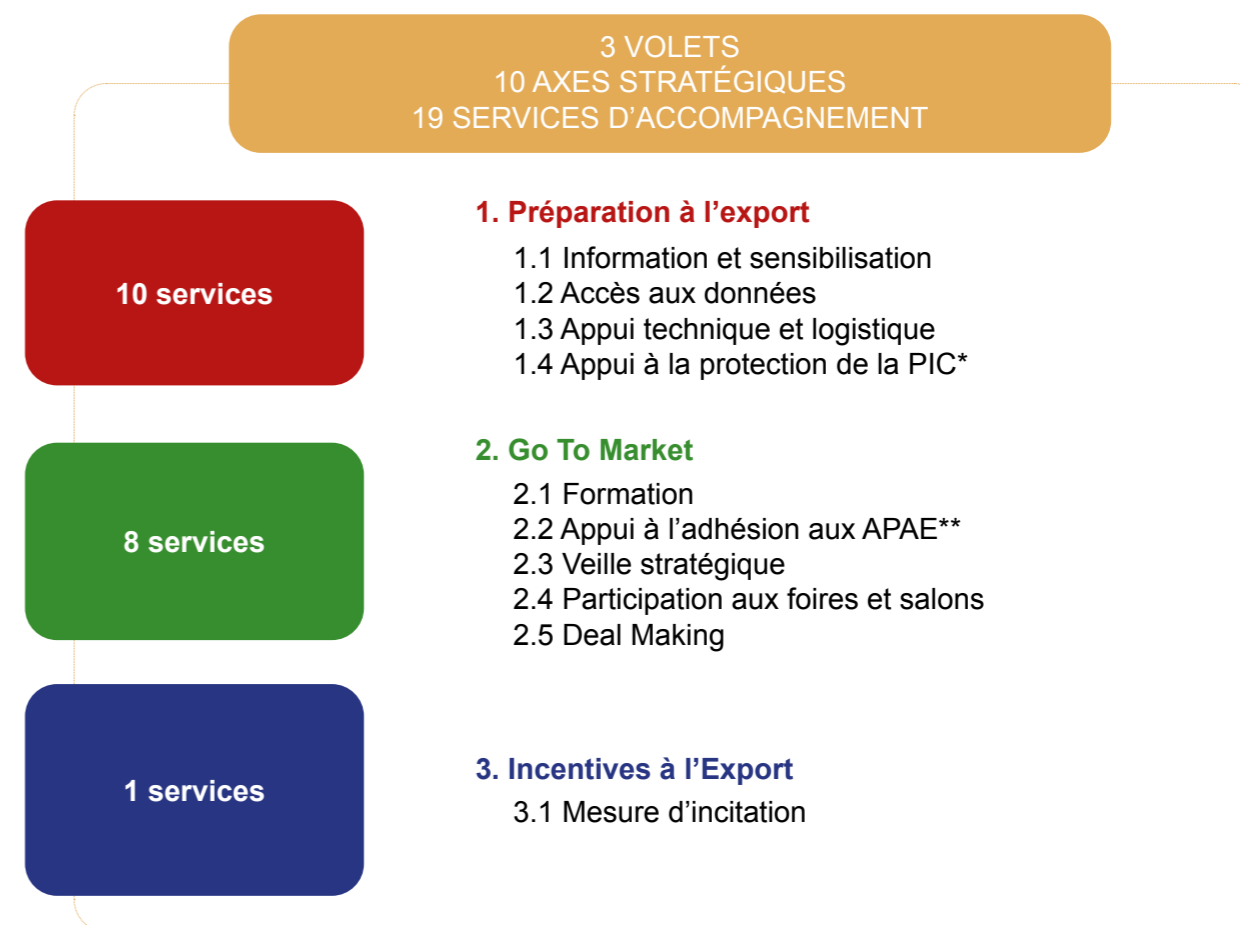 3 VOLETS
10 AXES STRATÉGIQUES
19 SERVICES D’ACCOMPAGNEMENT
10 services
1. Préparation à l’export
1.1 Information et sensibilisation
1.2 Accès aux données
1.3 Appui technique et logistique
1.4 Appui à la protection de la PIC*
8 services
2. Go To Market
2.1 Formation
2.2 Appui à l’adhésion aux APAE**
2.3 Veille stratégique
2.4 Participation aux foires et salons
2.5 Deal Making
1 services
3. Incentives à l’Export
3.1 Mesure d’incitation